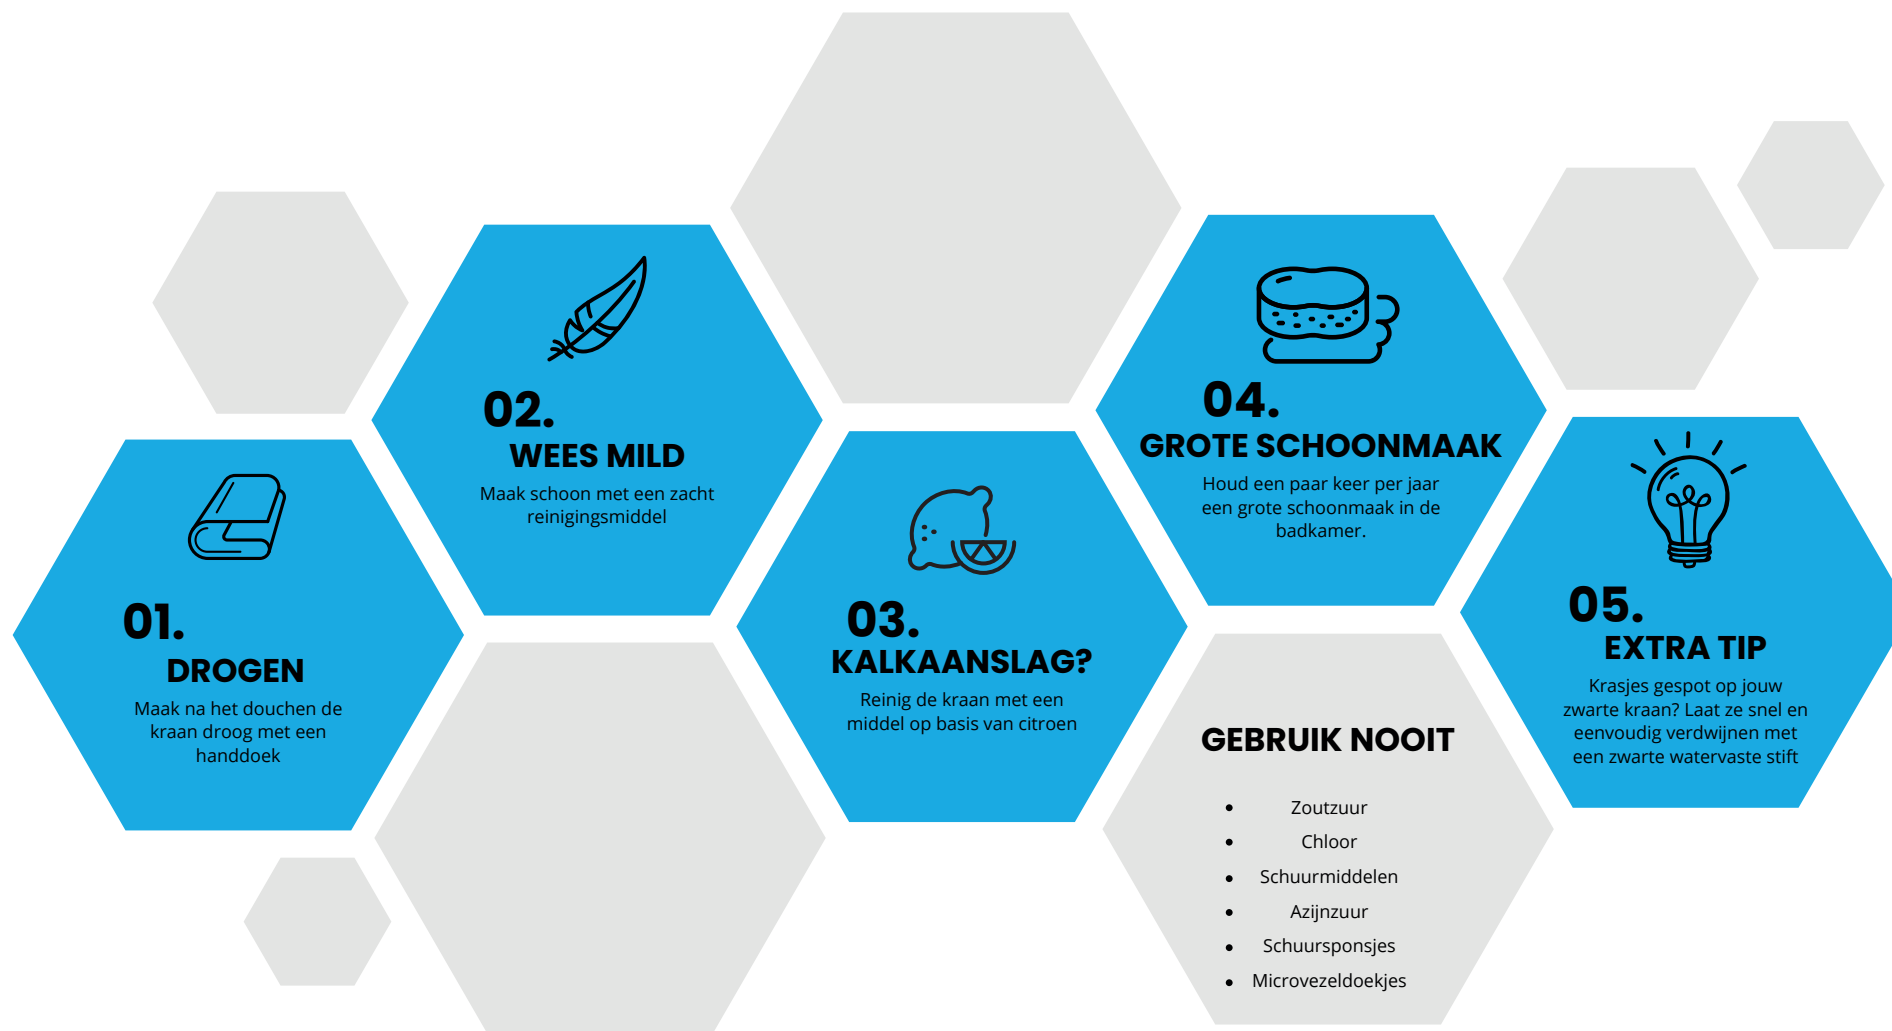 01.
DROGEN
Maak na het douchen de
kraan droog met een
handdoek
02.
WEES MILD
Maak schoon met een zacht
reinigingsmiddel
03.
KALKAANSLAG?
Reinig de kraan met een
middel op basis van citroen
04.
GROTE SCHOONMAAK
Houd een paar keer per jaar
een grote schoonmaak in de
badkamer.
05.
EXTRA TIP
Krasjes gespot op jouw
zwarte kraan? Laat ze snel en
eenvoudig verdwijnen met
een zwarte watervaste stift
GEBRUIK NOOIT
• Zoutzuur
• Chloor
• Schuurmiddelen
• Azijnzuur
• Schuursponsjes
• Microvezeldoekjes